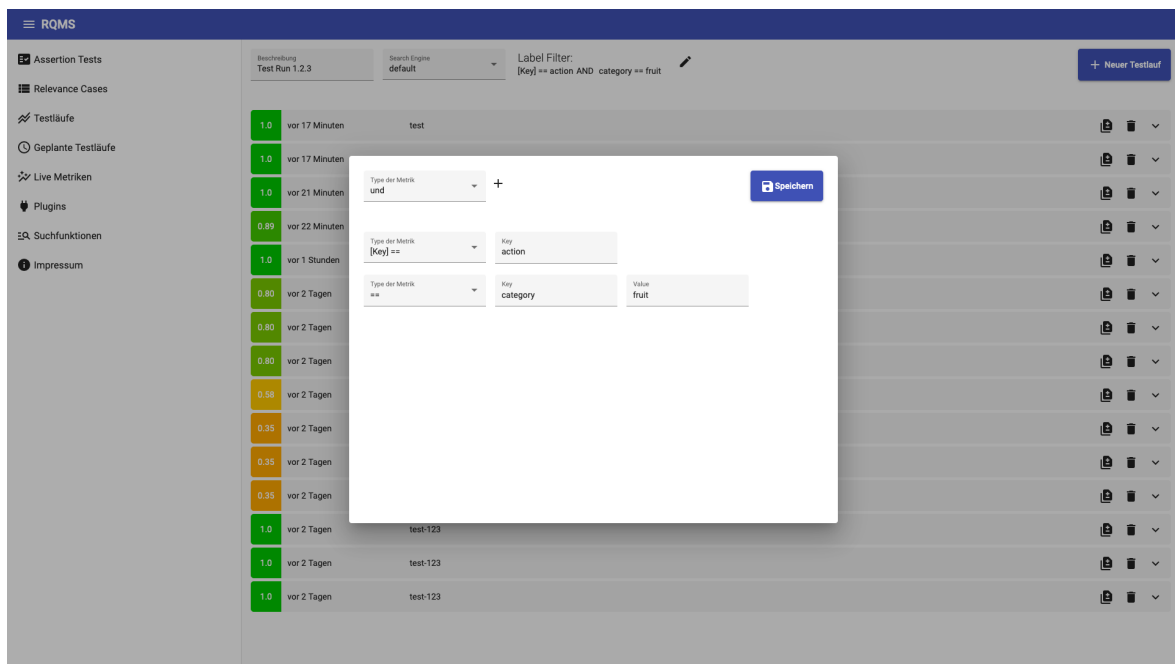 RQMS
Assertion Tests
Relevance Cases
Testläufe
Geplante Testläufe
Live Metriken
Plugins
Suchfunktionen
Impressum
Beschreibung
Test Run 1.2.3
Search Engine
default
Label Filter:
[Key] == action AND category == fruit
Neuer Testlauf
1.0 vor 17 Minuten test
1.0 vor 17 Minuten
1.0 vor 21 Minuten
0.89 vor 22 Minuten
1.0 vor 1 Stunden
0.80 vor 2 Tagen
0.80 vor 2 Tagen
0.80 vor 2 Tagen
0.58 vor 2 Tagen
0.35 vor 2 Tagen
0.35 vor 2 Tagen
0.35 vor 2 Tagen
1.0 vor 2 Tagen test-123
1.0 vor 2 Tagen test-123
1.0 vor 2 Tagen test-123
Type der Metrik
und
Speichern
Type der Metrik
[Key] ==
Key
action
Type der Metrik
==
Key
category
Value
fruit